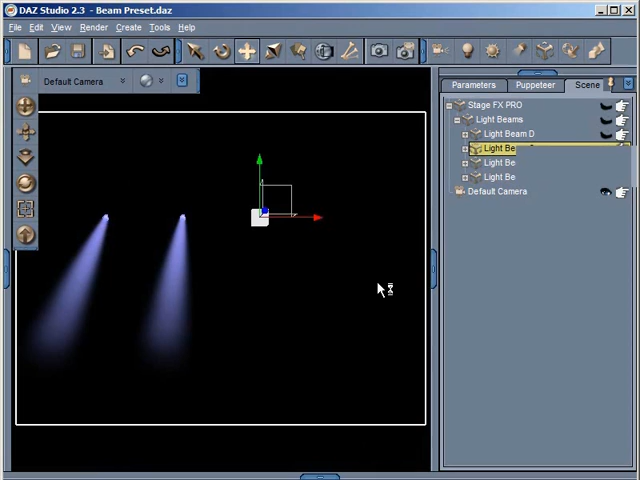 DAZ Studio 2.3 - Beam Preset.daz
File Edit View Render Create Tools Help
Default Camera
Parameters Puppeteer Scene
Stage FX PRO
Light Beams
Light Beam D
Light Be
Light Be
Light Be
Default Camera